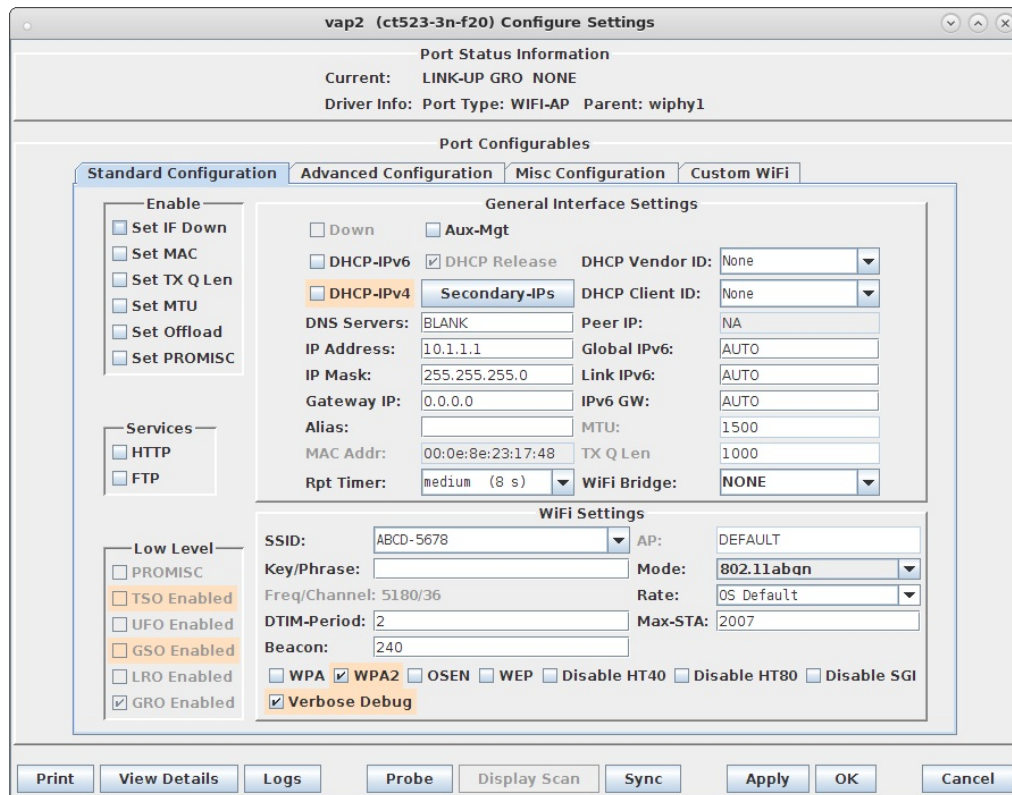 vap2 (ct523-3n-f20) Configure Settings
Port Status Information
Current: LINK-UP GRO NONE
Driver Info: Port Type: WIFI-AP Parent: wiphy1
Port Configurables
Standard Configuration Advanced Configuration Misc Configuration Custom WiFi
Enable
Set IF Down
Set MAC
Set TX Q Len
Set MTU
Set Offload
Set PROMISC
Services
HTTP
FTP
Low Level
PROMISC
TSO Enabled
UFO Enabled
GSO Enabled
LRO Enabled
GRO Enabled
General Interface Settings
Down Aux-Mgt
DHCP-IPv6 DHCP Release DHCP Vendor ID: None
DHCP-IPv4 Secondary-IPs DHCP Client ID: None
DNS Servers: BLANK Peer IP: NA
IP Address: 10.1.1.1 Global IPv6: AUTO
IP Mask: 255.255.255.0 Link IPv6: AUTO
Gateway IP: 0.0.0.0 IPv6 GW: AUTO
Alias: MTU: 1500
MAC Addr: 00:0e:8e:23:17:48 TX Q Len 1000
Rpt Timer: medium (8 s) WiFi Bridge: NONE
WiFi Settings
SSID: ABCD-5678 AP: DEFAULT
Key/Phrase: Mode: 802.11abgn
Freq/Channel: 5180/36 Rate: OS Default
DTIM-Period: 2 Max-STA: 2007
Beacon: 240
WPA WPA2 OSEN WEP Disable HT40 Disable HT80 Disable SGI
Verbose Debug
Print View Details Logs Probe Display Scan Sync Apply OK Cancel